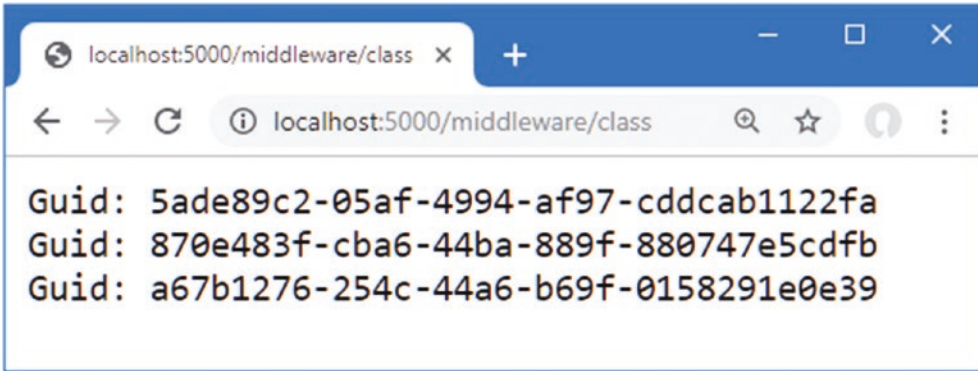 localhost:5000/middleware/class
localhost:5000/middleware/class
Guid: 5ade89c2-05af-4994-af97-cddcab1122fa
Guid: 870e483f-cba6-44ba-889f-880747e5cdfb
Guid: a67b1276-254c-44a6-b69f-0158291e0e39